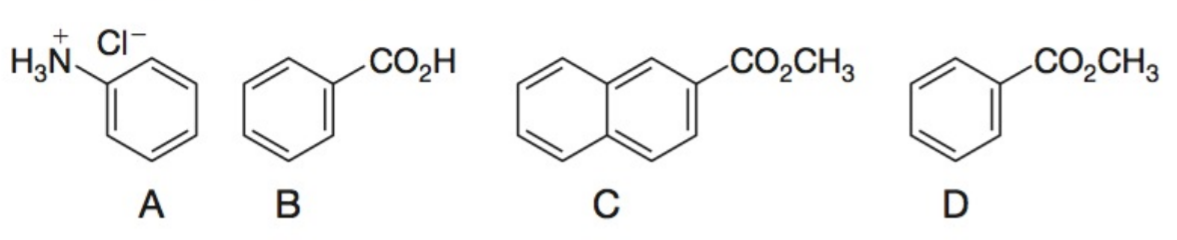 H₃N⁺ Cl⁻ CO₂H CO₂CH₃ CO₂CH₃
A B C D